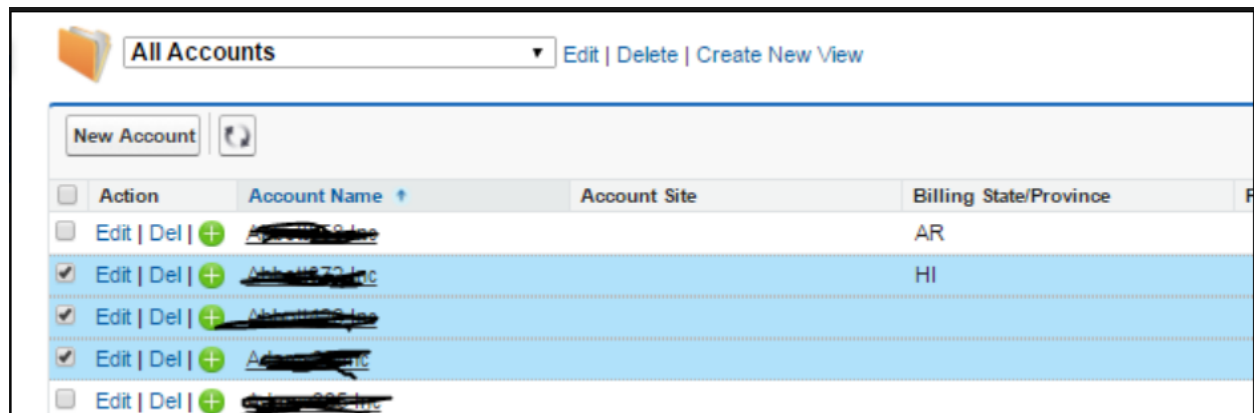 All Accounts Edit | Delete | Create New View
New Account
Action Account Name Account Site Billing State/Province
Edit | Del | Inc AR
Edit | Del | HI
Edit | Del |
Edit | Del |
Edit | Del |